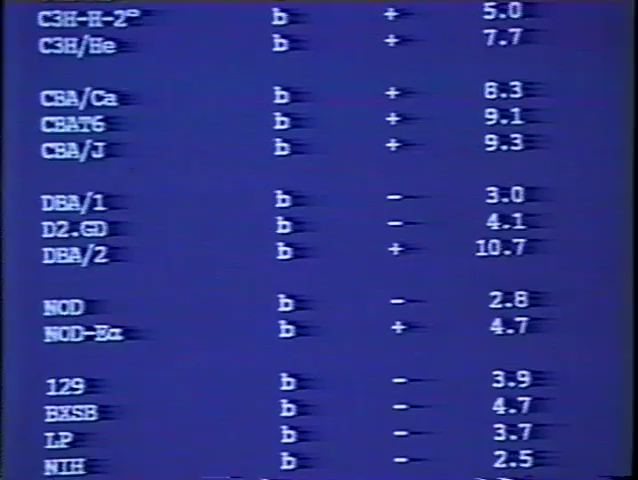 C3H-H-2º b + 5.0
C3H/He b + 7.7
CBA/Ca b + 8.3
CBAT6 b + 9.1
CBA/J b + 9.3
DBA/1 b - 3.0
D2.GD b - 4.1
DBA/2 b + 10.7
NOD b - 2.8
NOD-Eα b + 4.7
129 b - 3.9
BXSB b - 4.7
LP b - 3.7
NIH b - 2.5